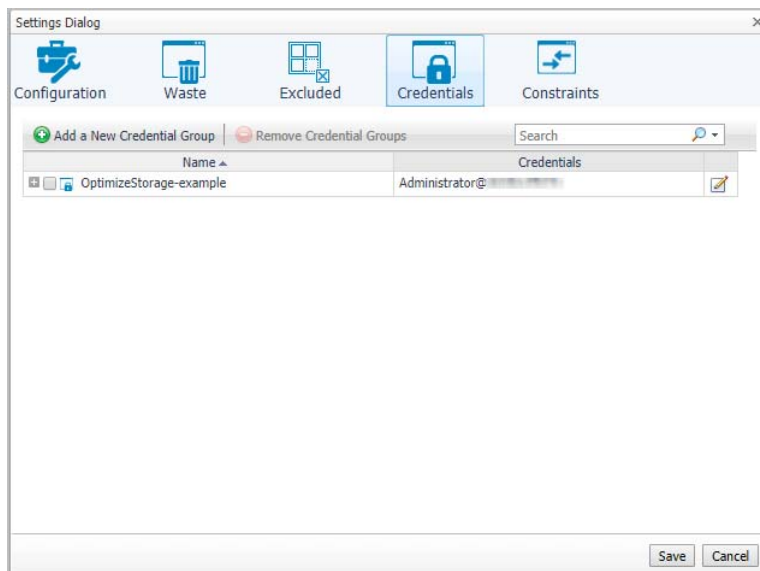 Settings Dialog
Configuration Waste Excluded Credentials Constraints
Add a New Credential Group Remove Credential Groups Search
Name Credentials
OptimizeStorage-example Administrator@
Save Cancel